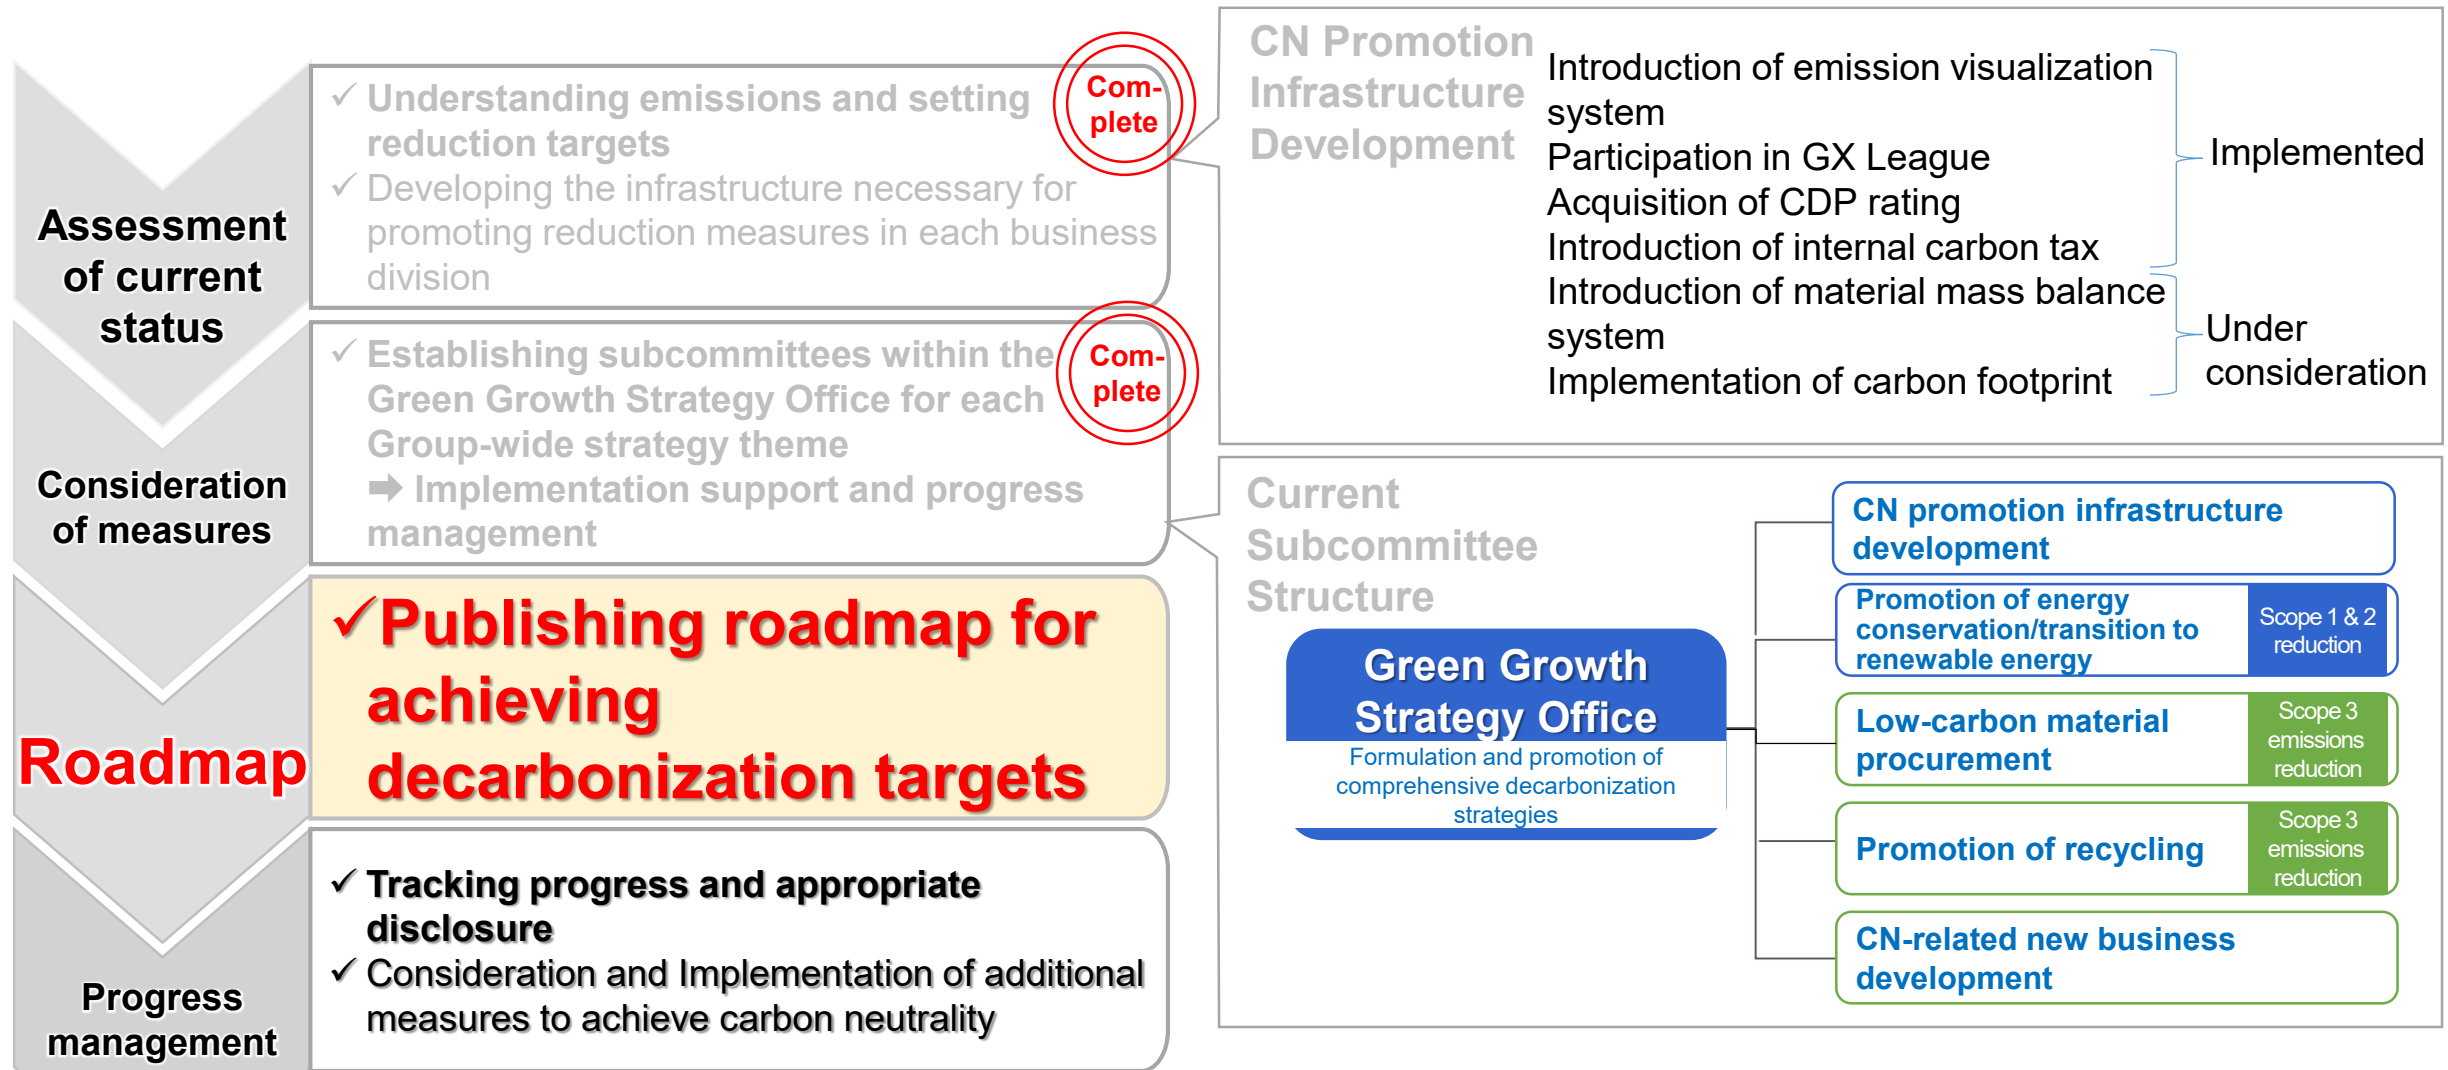 Assessment
of current
status
✓ Understanding emissions and setting
reduction targets
✓ Developing the infrastructure necessary for
promoting reduction measures in each business
division
Com-
plete
Consideration
of measures
✓ Establishing subcommittees within the
Green Growth Strategy Office for each
Group-wide strategy theme
➡ Implementation support and progress
management
Com-
plete
Roadmap
✓Publishing roadmap for
achieving
decarbonization targets
Progress
management
✓ Tracking progress and appropriate
disclosure
✓ Consideration and Implementation of additional
measures to achieve carbon neutrality
CN Promotion
Infrastructure
Development
Introduction of emission visualization
system
Participation in GX League
Acquisition of CDP rating
Introduction of internal carbon tax
Introduction of material mass balance
system
Implementation of carbon footprint
Implemented
Under
consideration
Current
Subcommittee
Structure
Green Growth
Strategy Office
Formulation and promotion of
comprehensive decarbonization
strategies
CN promotion infrastructure
development
Promotion of energy
conservation/transition to
renewable energy
Scope 1 & 2
reduction
Low-carbon material
procurement
Scope 3
emissions
reduction
Promotion of recycling
Scope 3
emissions
reduction
CN-related new business
development